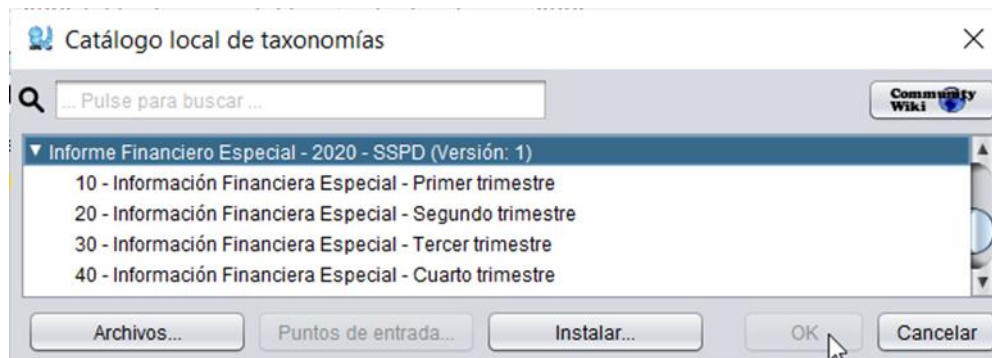 Catálogo local de taxonomías
... Pulse para buscar ...
Community
Wiki
Informe Financiero Especial - 2020 - SSPD (Versión: 1)
10 - Información Financiera Especial - Primer trimestre
20 - Información Financiera Especial - Segundo trimestre
30 - Información Financiera Especial - Tercer trimestre
40 - Información Financiera Especial - Cuarto trimestre
Archivos... Puntos de entrada... Instalar... OK Cancelar